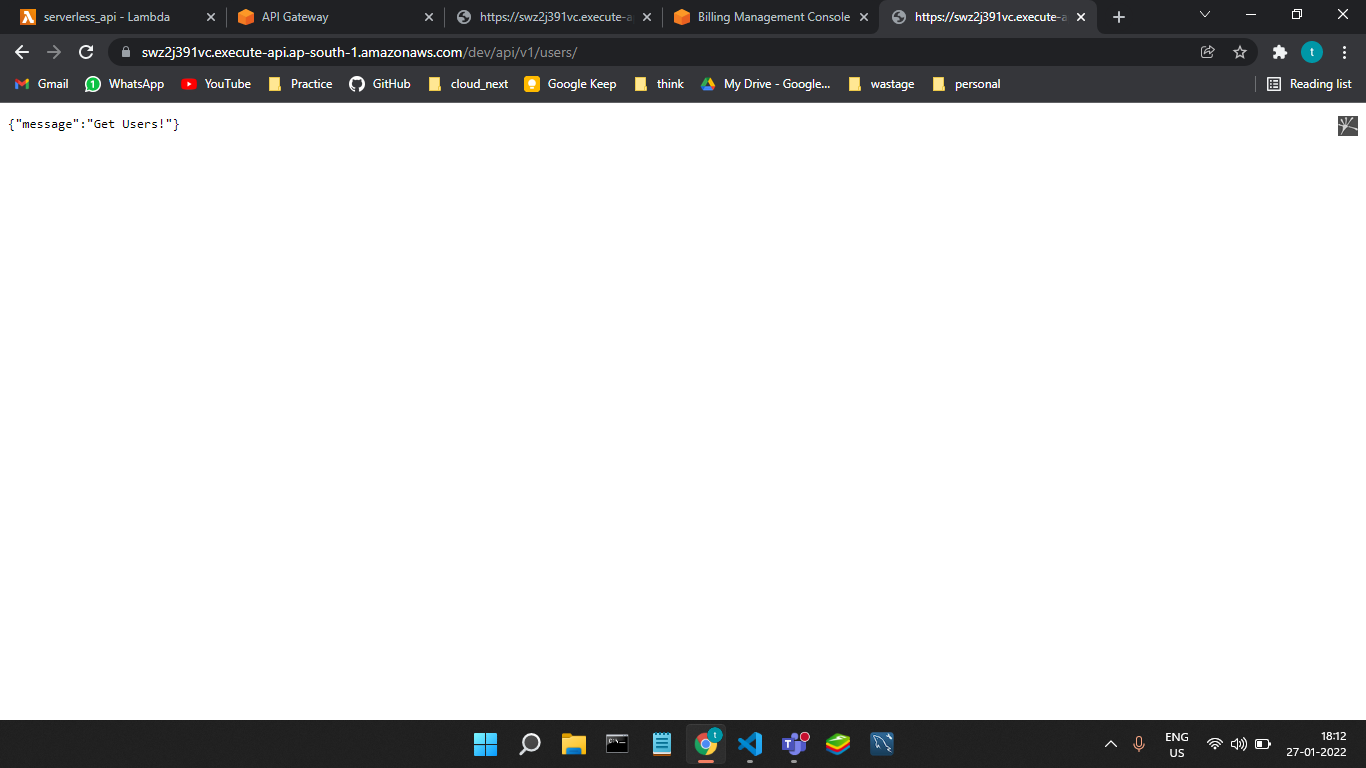 serverless_api - Lambda
API Gateway
https://swz2j391vc.execute-a
Billing Management Console
https://swz2j391vc.execute-a
swz2j391vc.execute-api.ap-south-1.amazonaws.com/dev/api/v1/users/
t
Gmail
1
WhatsApp
YouTube
Practice
GitHub
cloud_next
Google Keep
think
My Drive - Google...
wastage
personal
Reading list
{"message":"Get Users!"}
t
ENG
US
18:12
27-01-2022